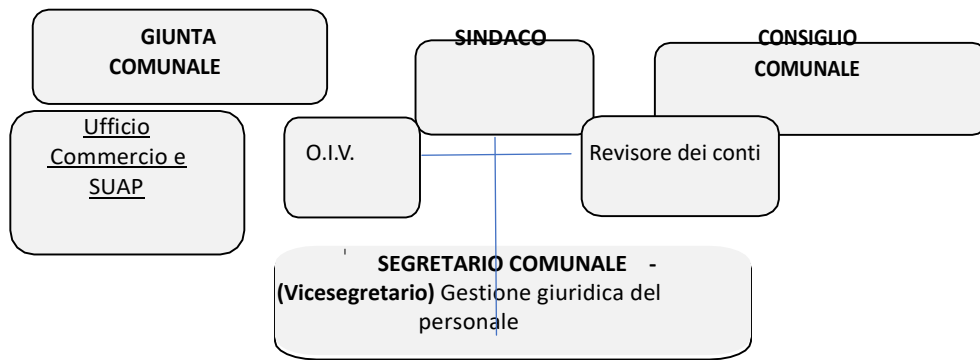 GIUNTA
COMUNALE
SINDACO
CONSIGLIO
COMUNALE
Ufficio
Commercio e
SUAP
O.I.V.
Revisore dei conti
SEGRETARIO COMUNALE -
(Vicesegretario) Gestione giuridica del
personale